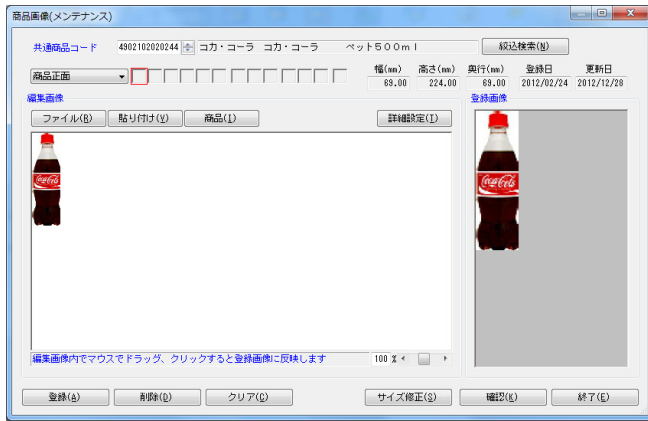 商品画像(メンテナンス)
共通商品コード 4902102020244 コカ・コーラ コカ・コーラ ペット500ml 絞込検索(N)
商品正面 幅(mm) 高さ(mm) 奥行(mm) 登録日 更新日
69.00 224.00 69.00 2012/02/24 2012/12/28
編集画像 登録画像
ファイル(R) 貼り付け(V) 商品(I) 詳細設定(T)
Coca-Cola Coca-Cola
編集画像内でマウスでドラッグ、クリックすると登録画像に反映します 100 %
登録(A) 削除(D) クリア(C) サイズ修正(S) 確認(K) 終了(E)